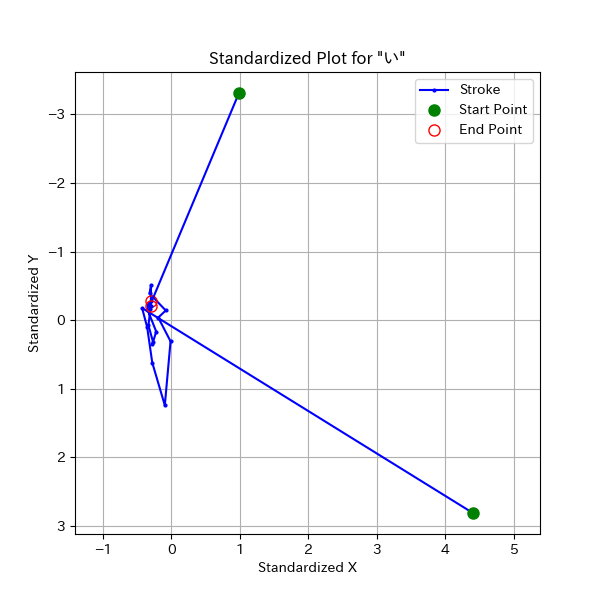 Standardized Plot for "い"
Stroke
Start Point
End Point
Standardized Y
−3
−2
−1
0
1
2
3
−1 0 1 2 3 4 5
Standardized X